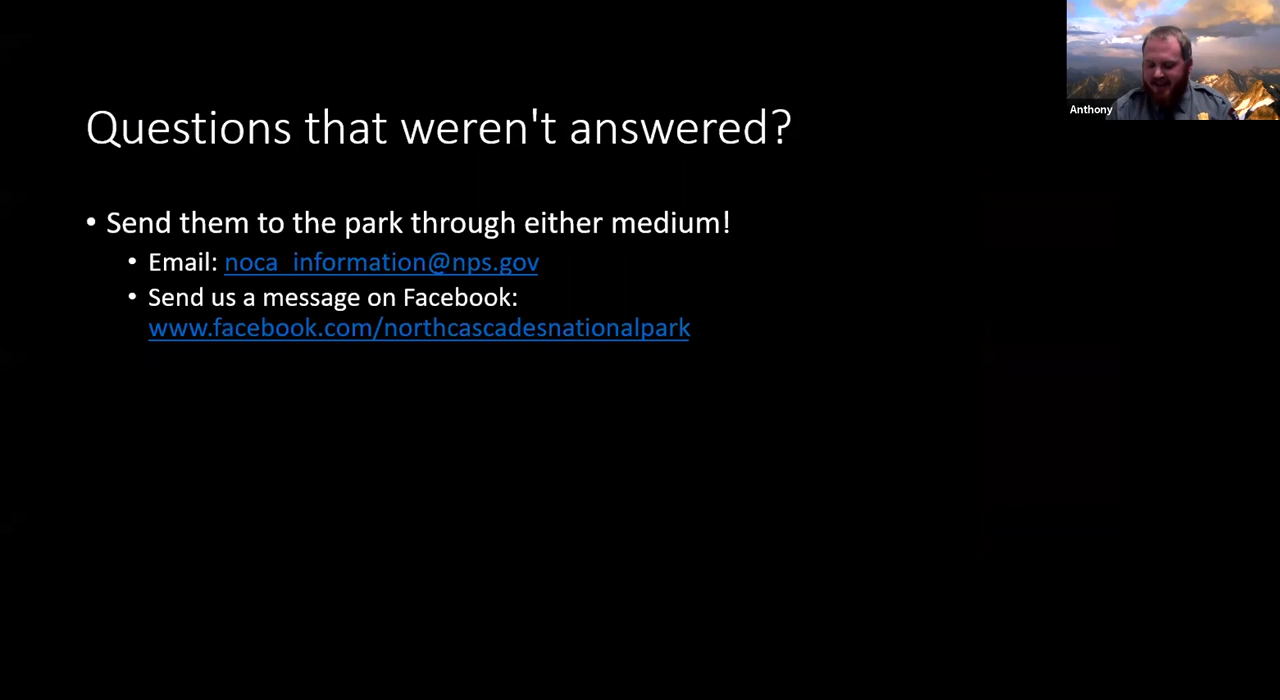 Anthony
Questions that weren't answered?
• Send them to the park through either medium!
• Email: noca_information@nps.gov
• Send us a message on Facebook:
www.facebook.com/northcascadesnationalpark